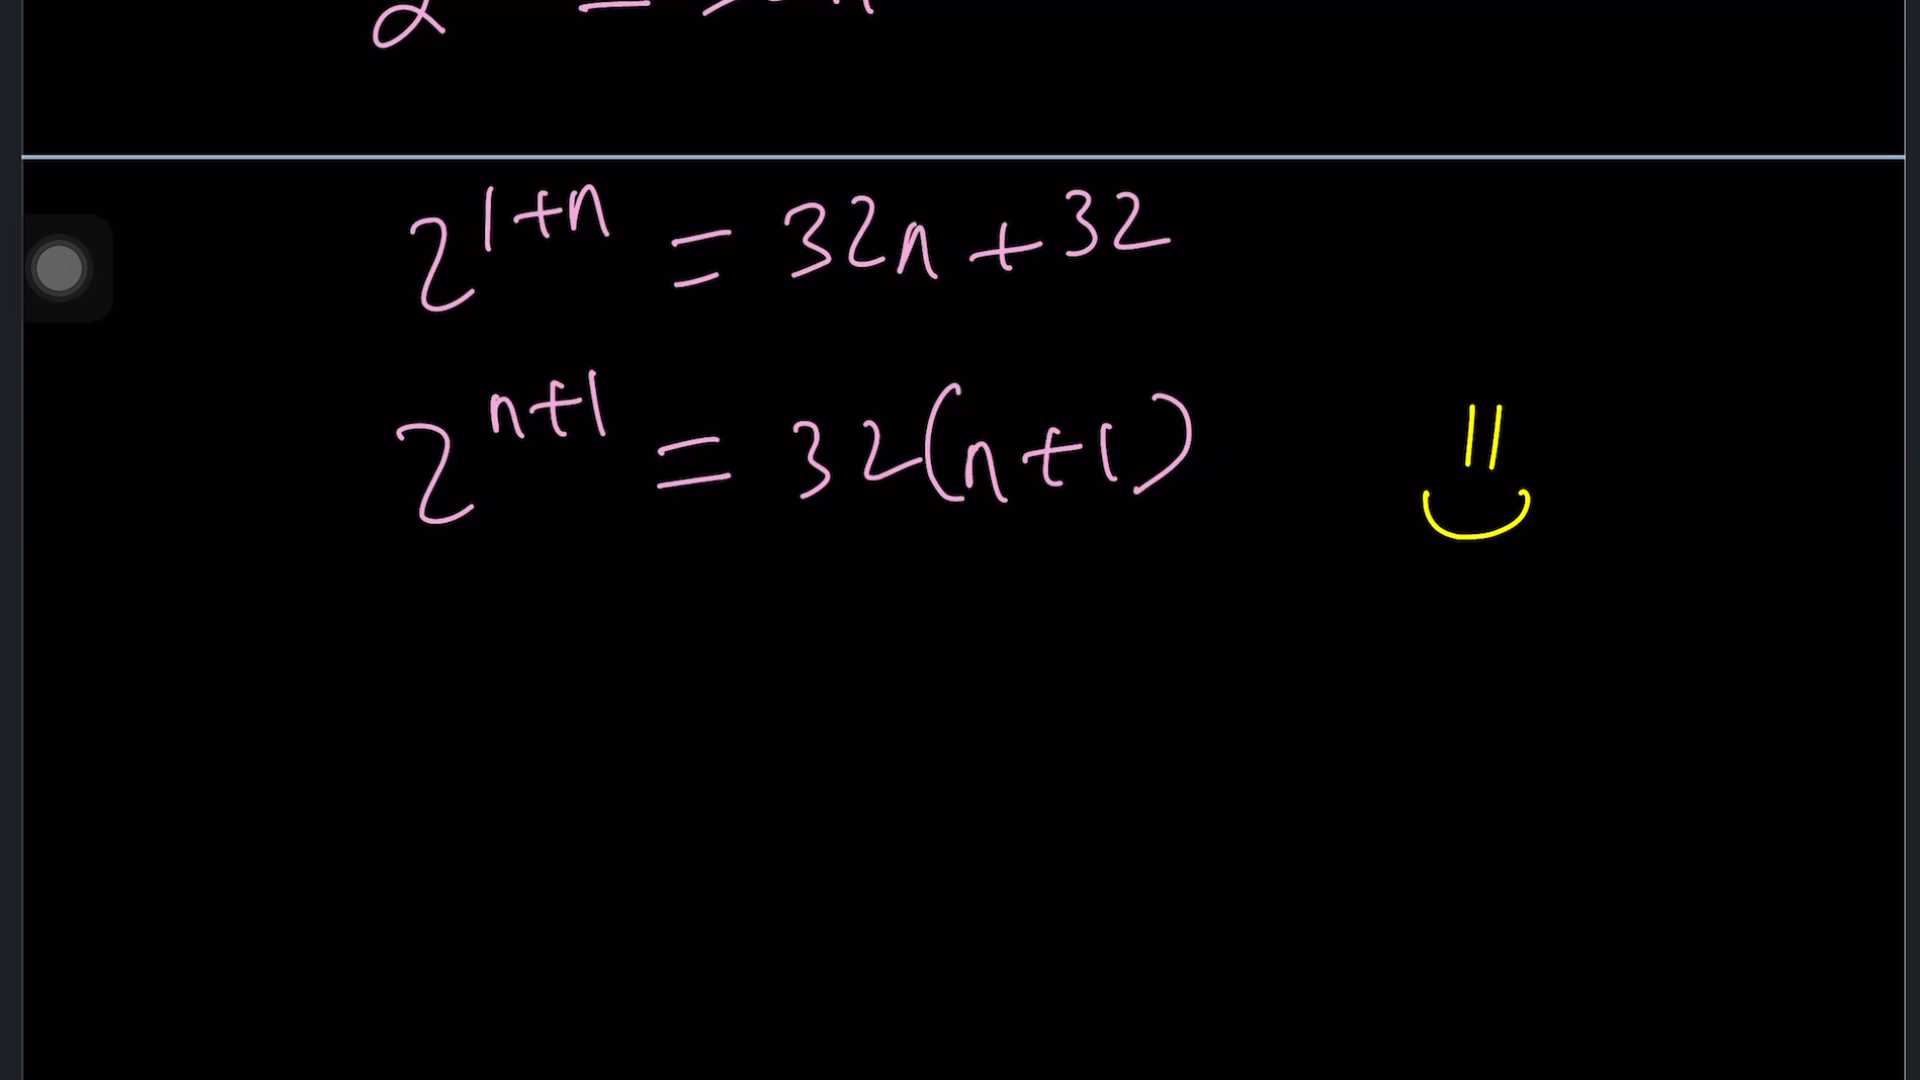 2^{1+n} = 32n + 32
2^{n+1} = 32(n+1)